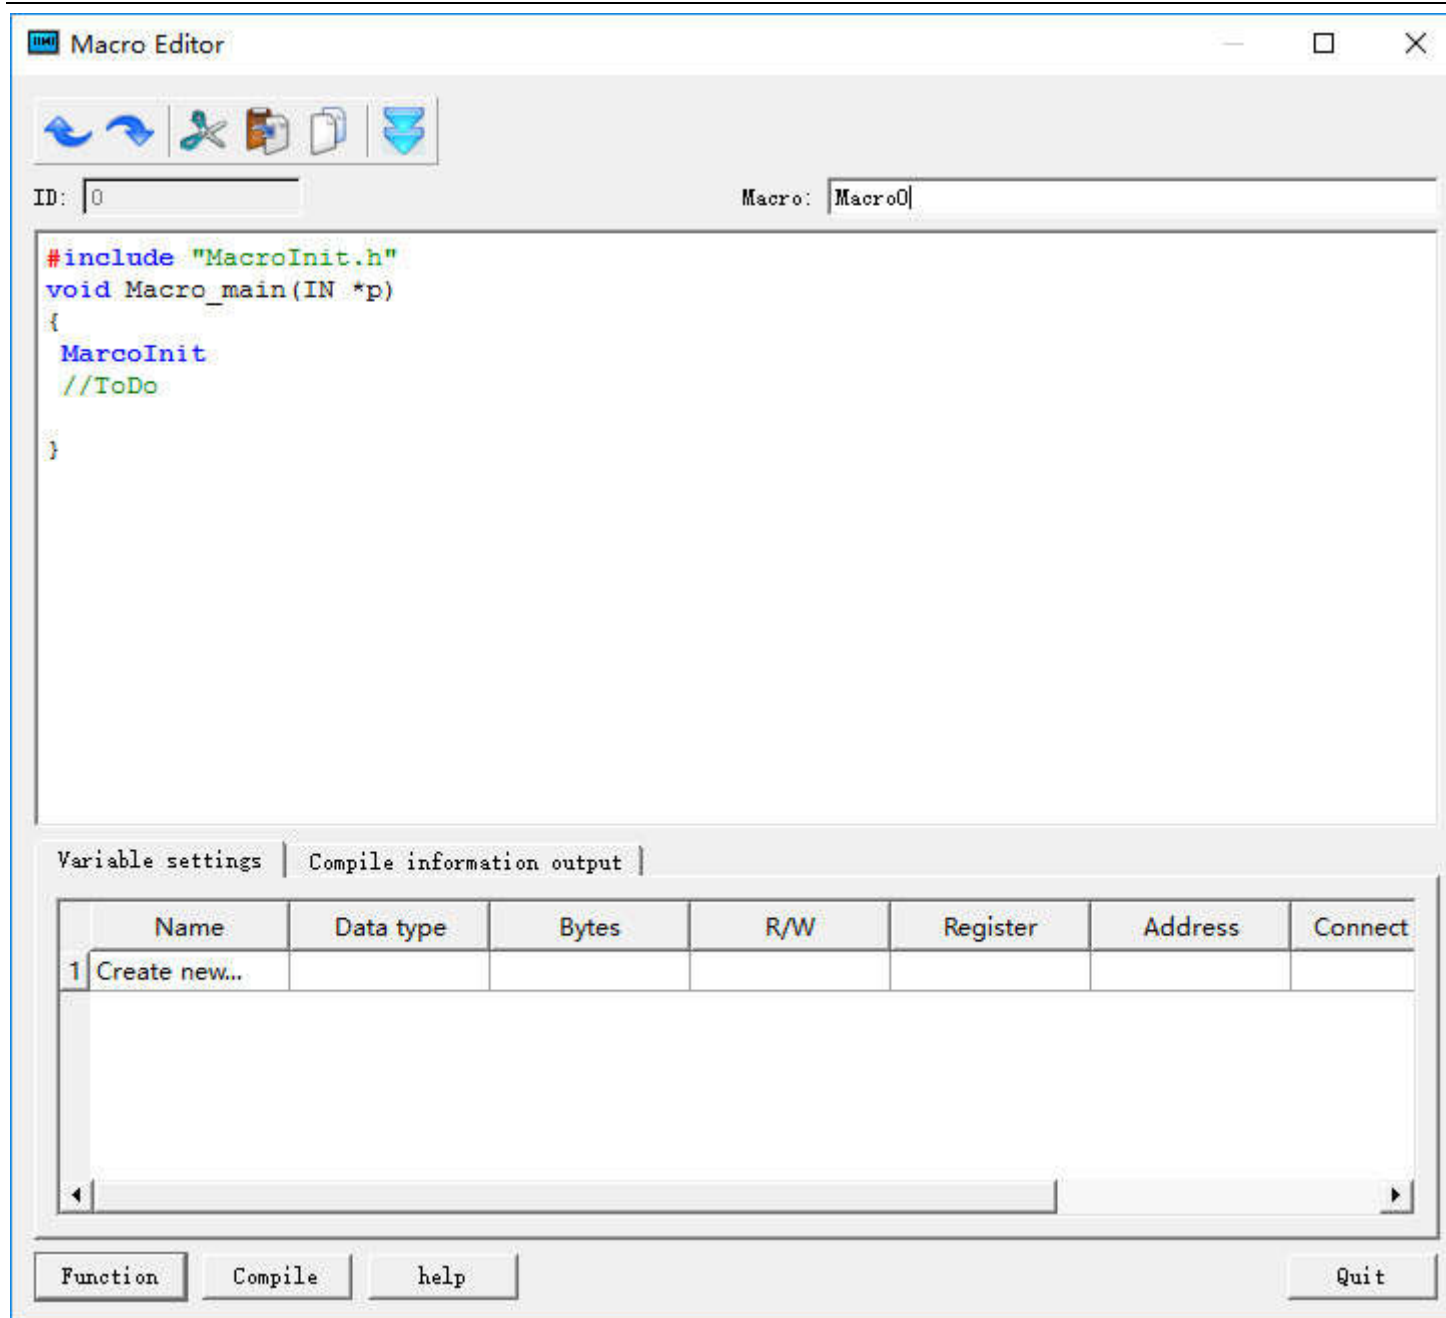 Macro Editor
ID: 0 Macro: Macro0
#include "MacroInit.h"
void Macro_main(IN *p)
{
MarcoInit
//ToDo
}
Variable settings Compile information output
Name Data type Bytes R/W Register Address Connect
1 Create new...
Function Compile help Quit